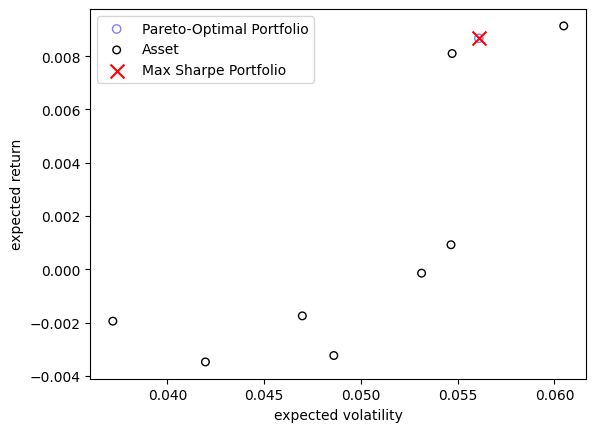 Pareto-Optimal Portfolio
Asset
Max Sharpe Portfolio
expected return
0.008
0.006
0.004
0.002
0.000
−0.002
−0.004
0.040 0.045 0.050 0.055 0.060
expected volatility